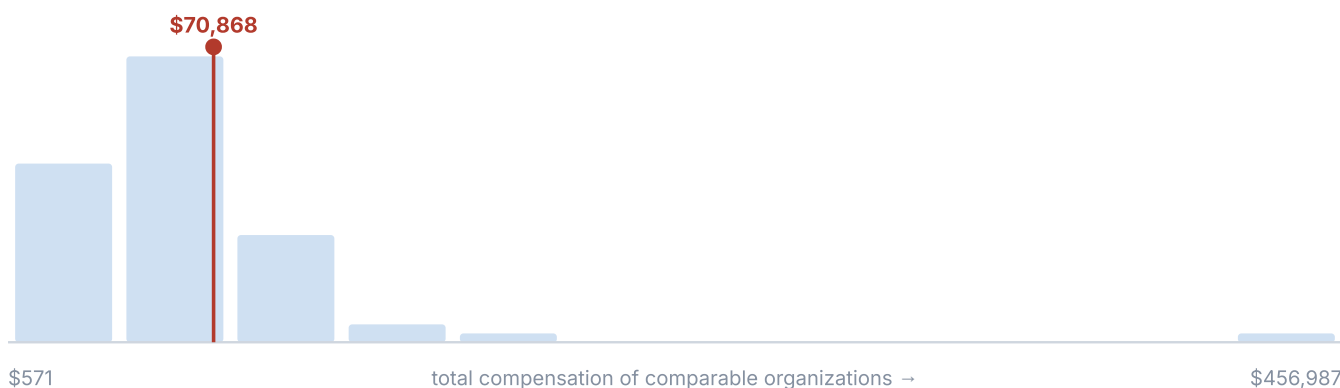 $70,868
$571 total compensation of comparable organizations → $456,987